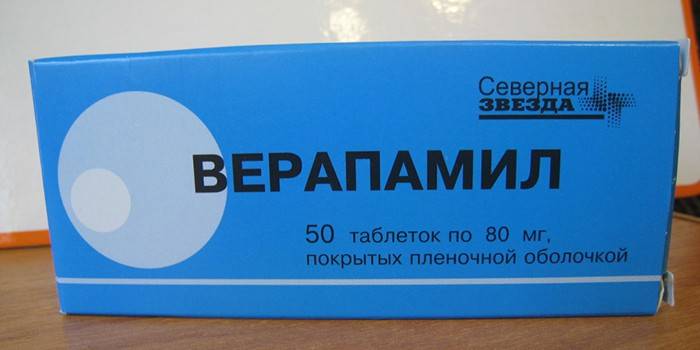 Северная
ЗВЕЗДА
ВЕРАПАМИЛ
50 таблеток по 80 мг,
покрытых пленочной оболочкой